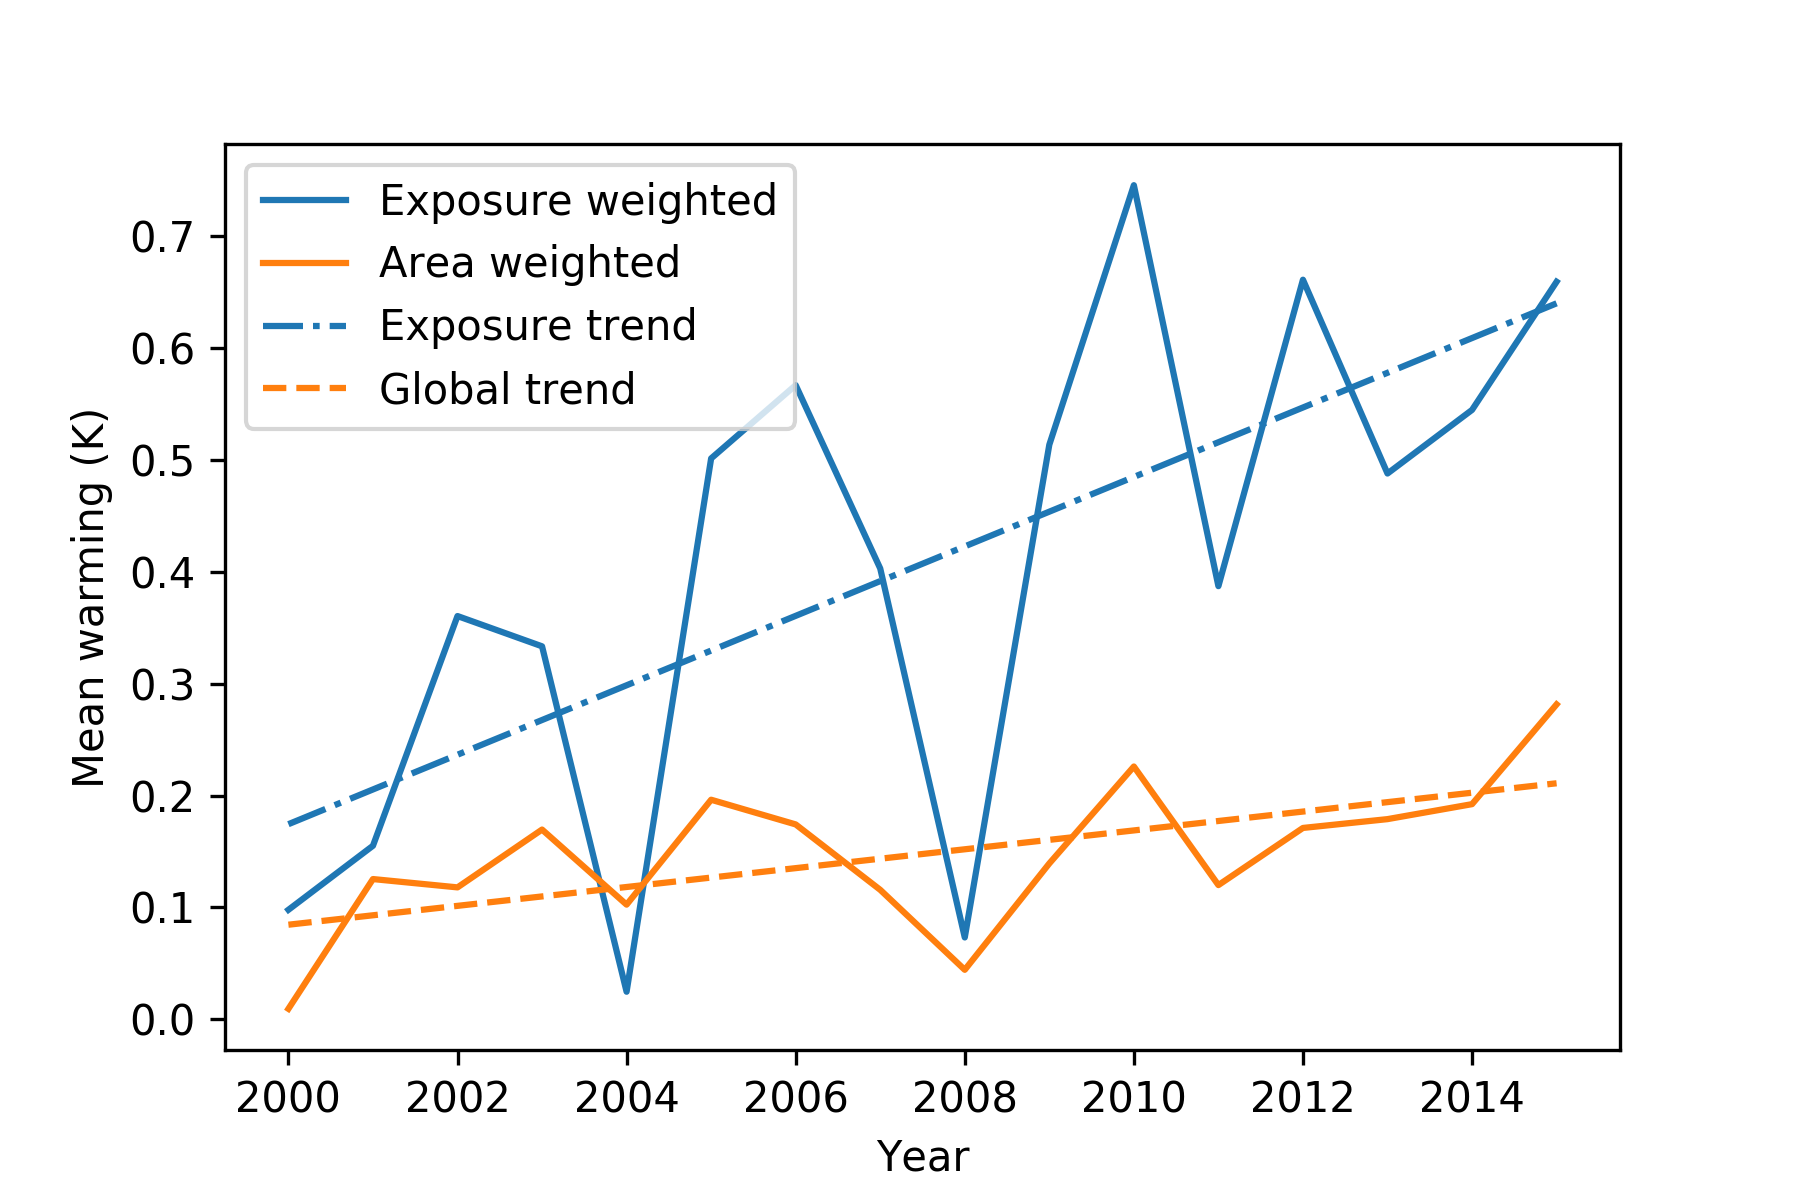 Exposure weighted
Area weighted
Exposure trend
Global trend
0.7
0.6
0.5
0.4
0.3
0.2
0.1
0.0
Mean warming (K)
2000 2002 2004 2006 2008 2010 2012 2014
Year